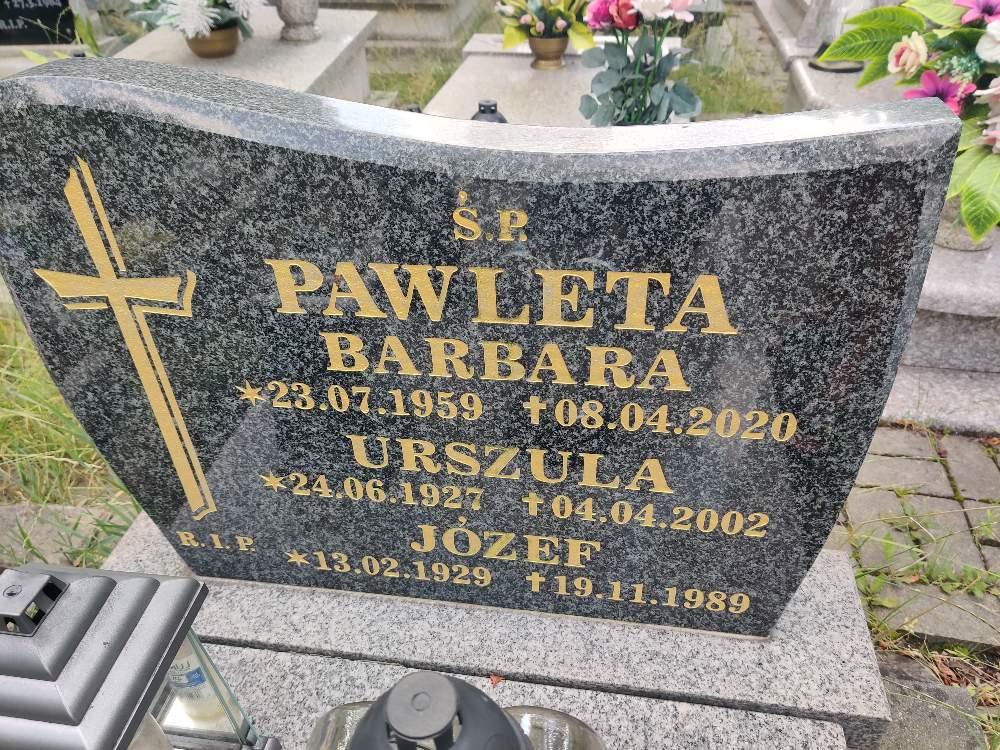 Ś.P.
PAWLETA
BARBARA
✶23.07.1959 ✝08.04.2020
URSZULA
✶24.06.1927 ✝04.04.2002
JÓZEF
R.I.P. ✶13.02.1929 ✝19.11.1989
R.I.P.